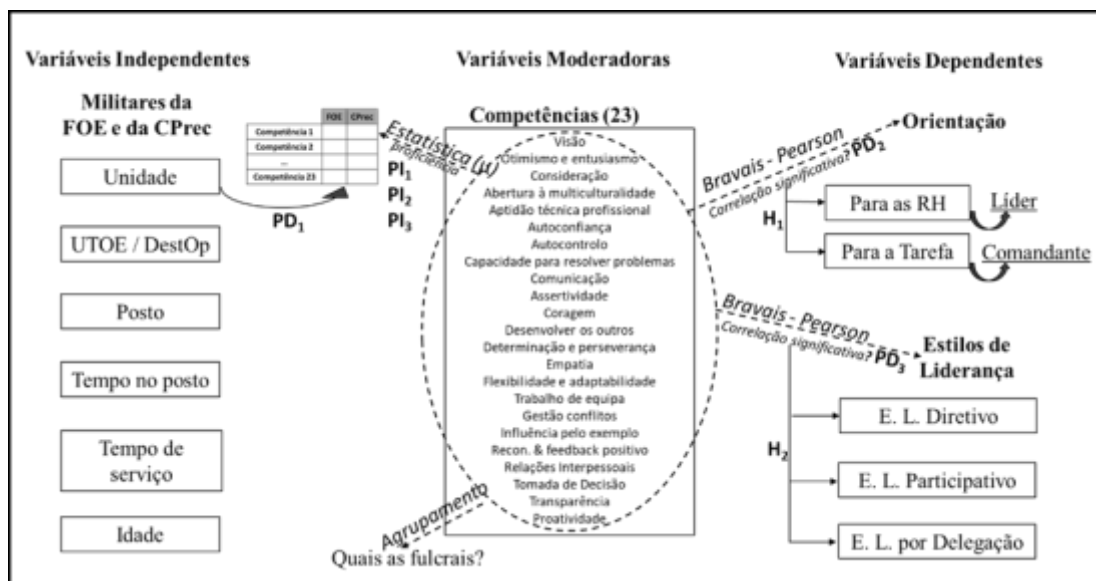 Variáveis Independentes
Militares da
FOE e da CPrec
Unidade
UTOE / DestOp
Posto
Tempo no posto
Tempo de
serviço
Idade
FOE CPrec
Competência 1
Competência 2
...
Competência 23
PD1
Estatística (µ)
proficiência
PI1
PI2
PI3
Variáveis Moderadoras
Competências (23)
Visão
Otimismo e entusiasmo
Consideração
Abertura à multiculturalidade
Aptidão técnica profissional
Autoconfiança
Autocontrolo
Capacidade para resolver problemas
Comunicação
Assertividade
Coragem
Desenvolver os outros
Determinação e perseverança
Empatia
Flexibilidade e adaptabilidade
Trabalho de equipa
Gestão conflitos
Influência pelo exemplo
Recon. & feedback positivo
Relações Interpessoais
Tomada de Decisão
Transparência
Proatividade
Agrupamento
Quais as fulcrais?
Variáveis Dependentes
Bravais - Pearson
Correlação significativa? PD2
Orientação
H1
Para as RH Líder
Para a Tarefa Comandante
Bravais - Pearson
Correlação significativa? PD3
Estilos de
Liderança
H2
E. L. Diretivo
E. L. Participativo
E. L. por Delegação